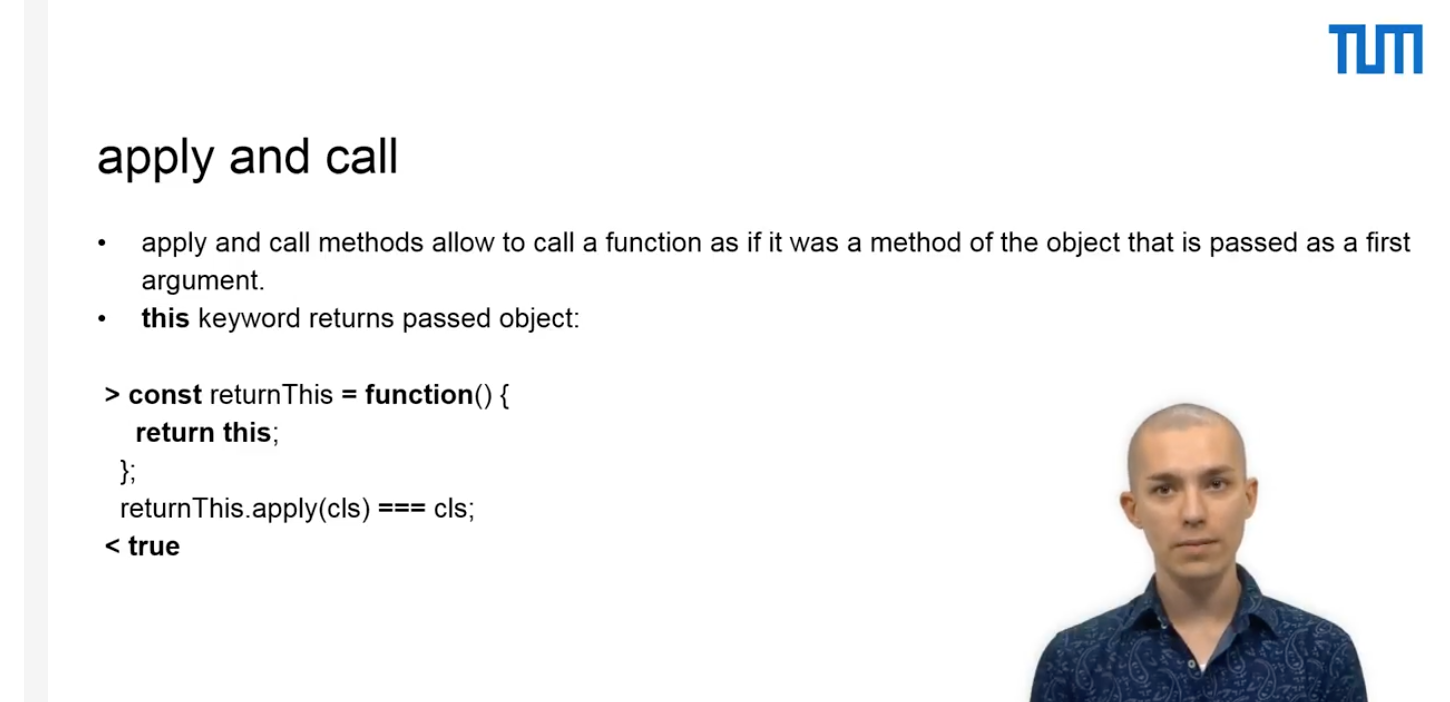 TUM
apply and call
• apply and call methods allow to call a function as if it was a method of the object that is passed as a first
argument.
• this keyword returns passed object:
> const returnThis = function() {
return this;
};
returnThis.apply(cls) === cls;
< true